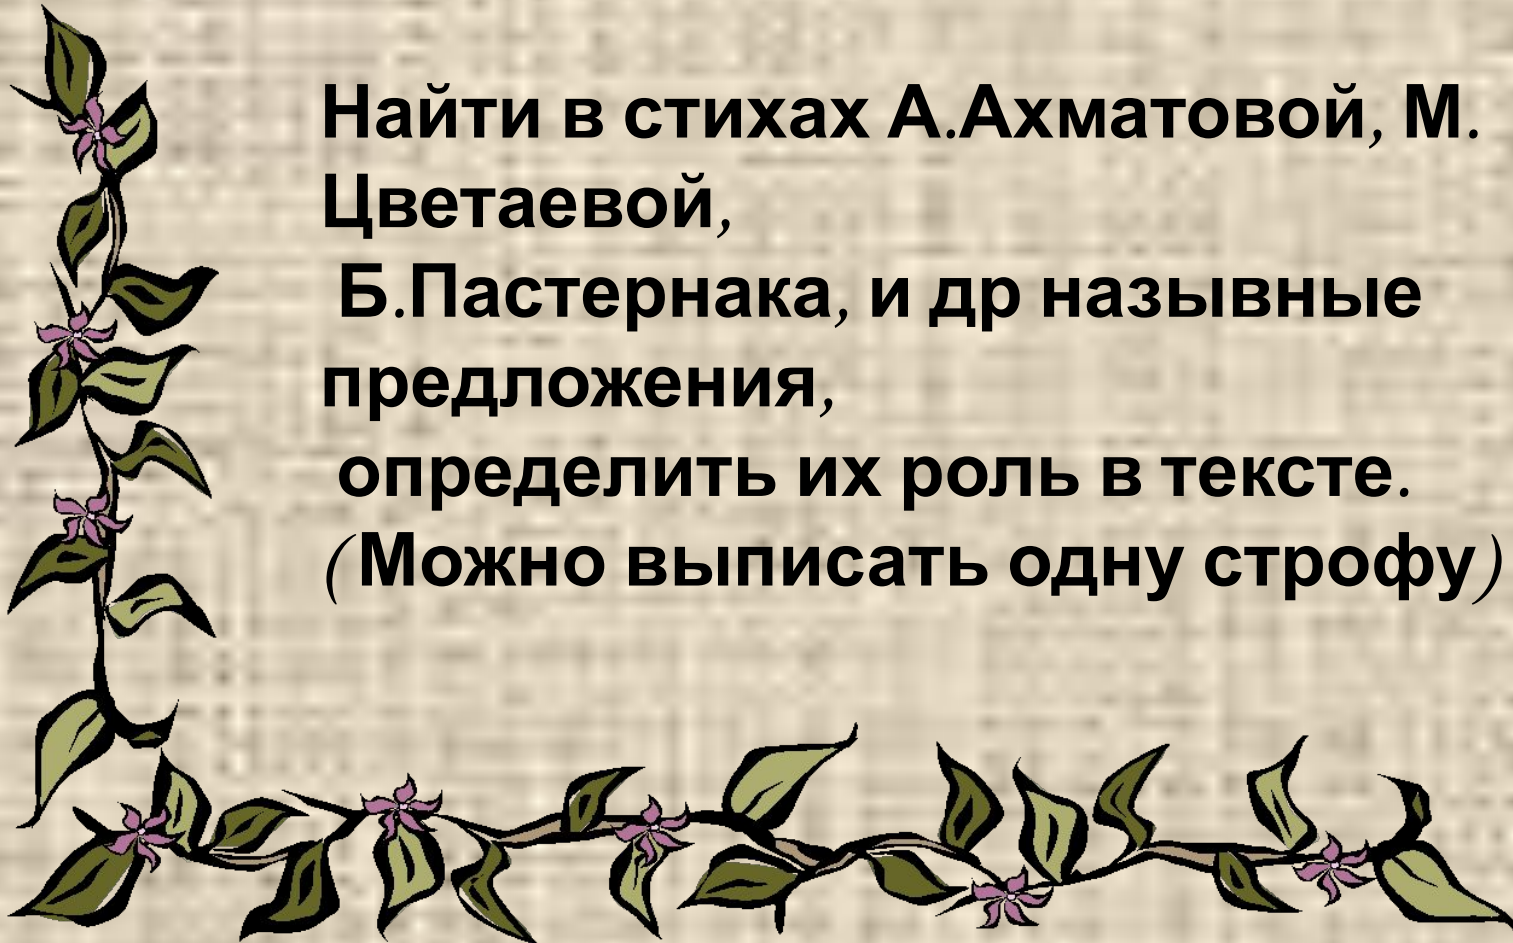 Найти в стихах А.Ахматовой, М.
Цветаевой,
Б.Пастернака, и др назывные
предложения,
определить их роль в тексте.
(Можно выписать одну строфу)